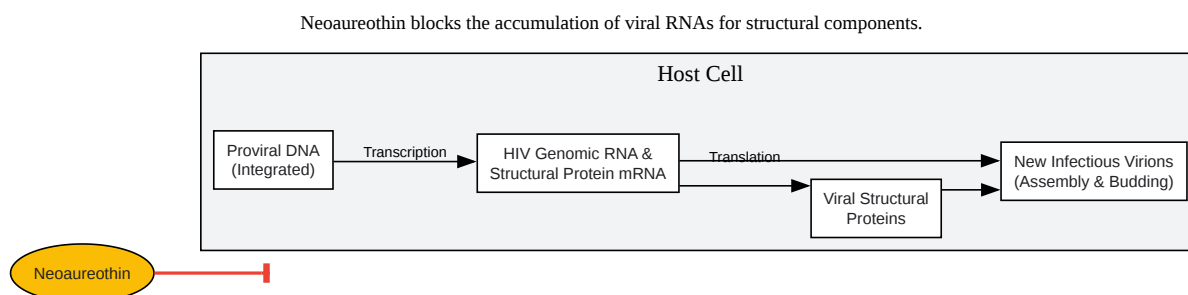 Neoaureothin blocks the accumulation of viral RNAs for structural components.
Host Cell
Proviral DNA
(Integrated)
Transcription
HIV Genomic RNA &
Structural Protein mRNA
Translation
Viral Structural
Proteins
New Infectious Virions
(Assembly & Budding)
Neoaureothin